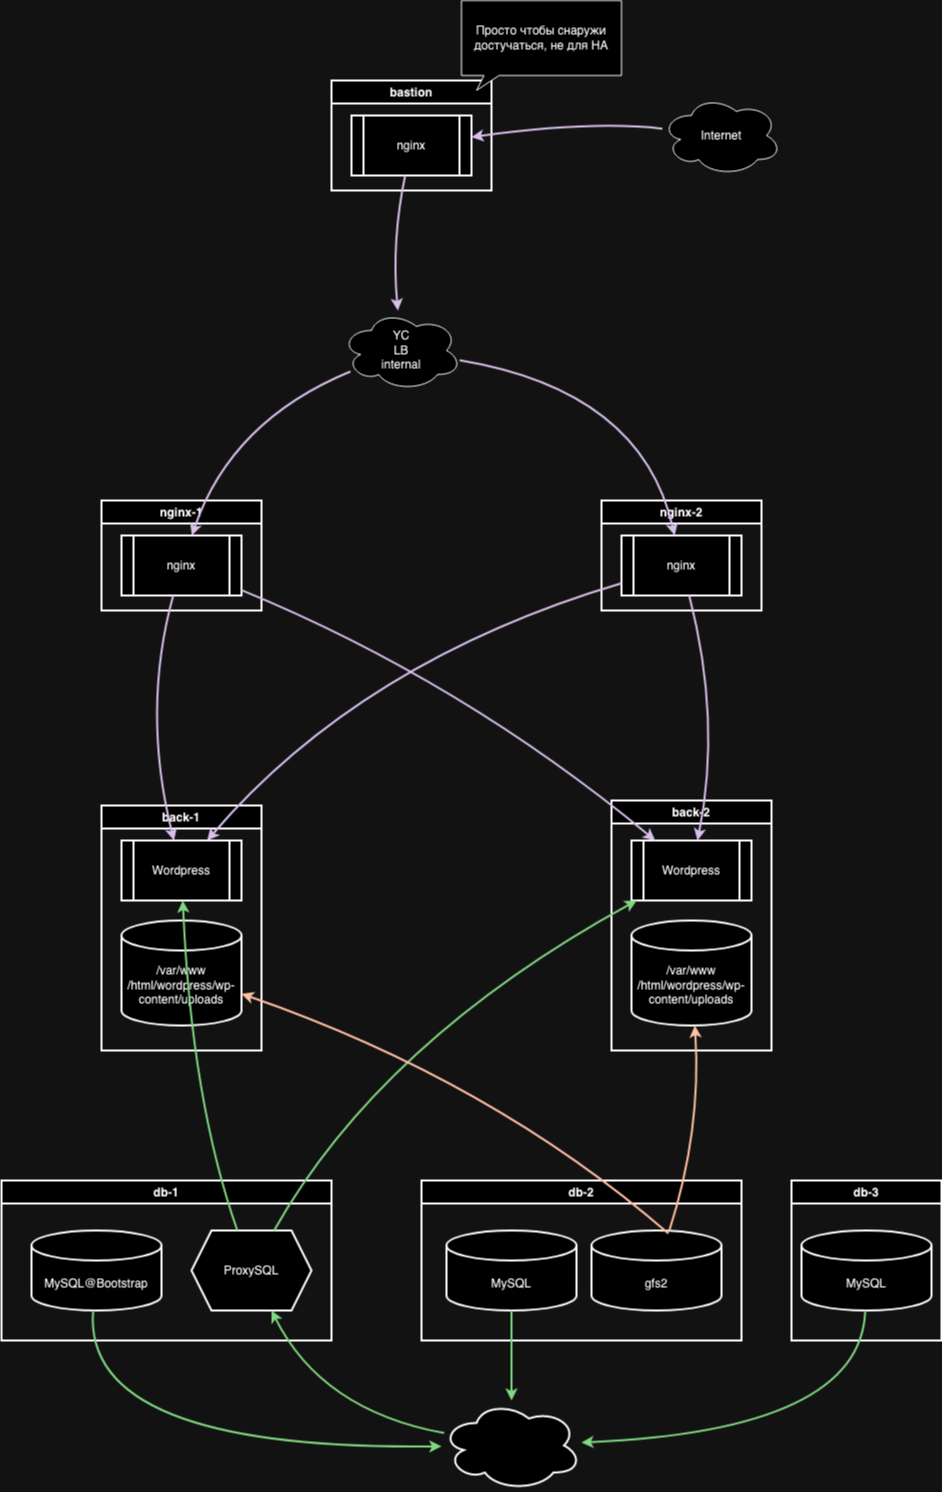 Просто чтобы снаружи
достучаться, не для HA
bastion
nginx
Internet
YC
LB
internal
nginx-1
nginx
nginx-2
nginx
back-1
Wordpress
/var/www
/html/wordpress/wp-
content/uploads
back-2
Wordpress
/var/www
/html/wordpress/wp-
content/uploads
db-1
MySQL@Bootstrap
ProxySQL
db-2
MySQL
gfs2
db-3
MySQL